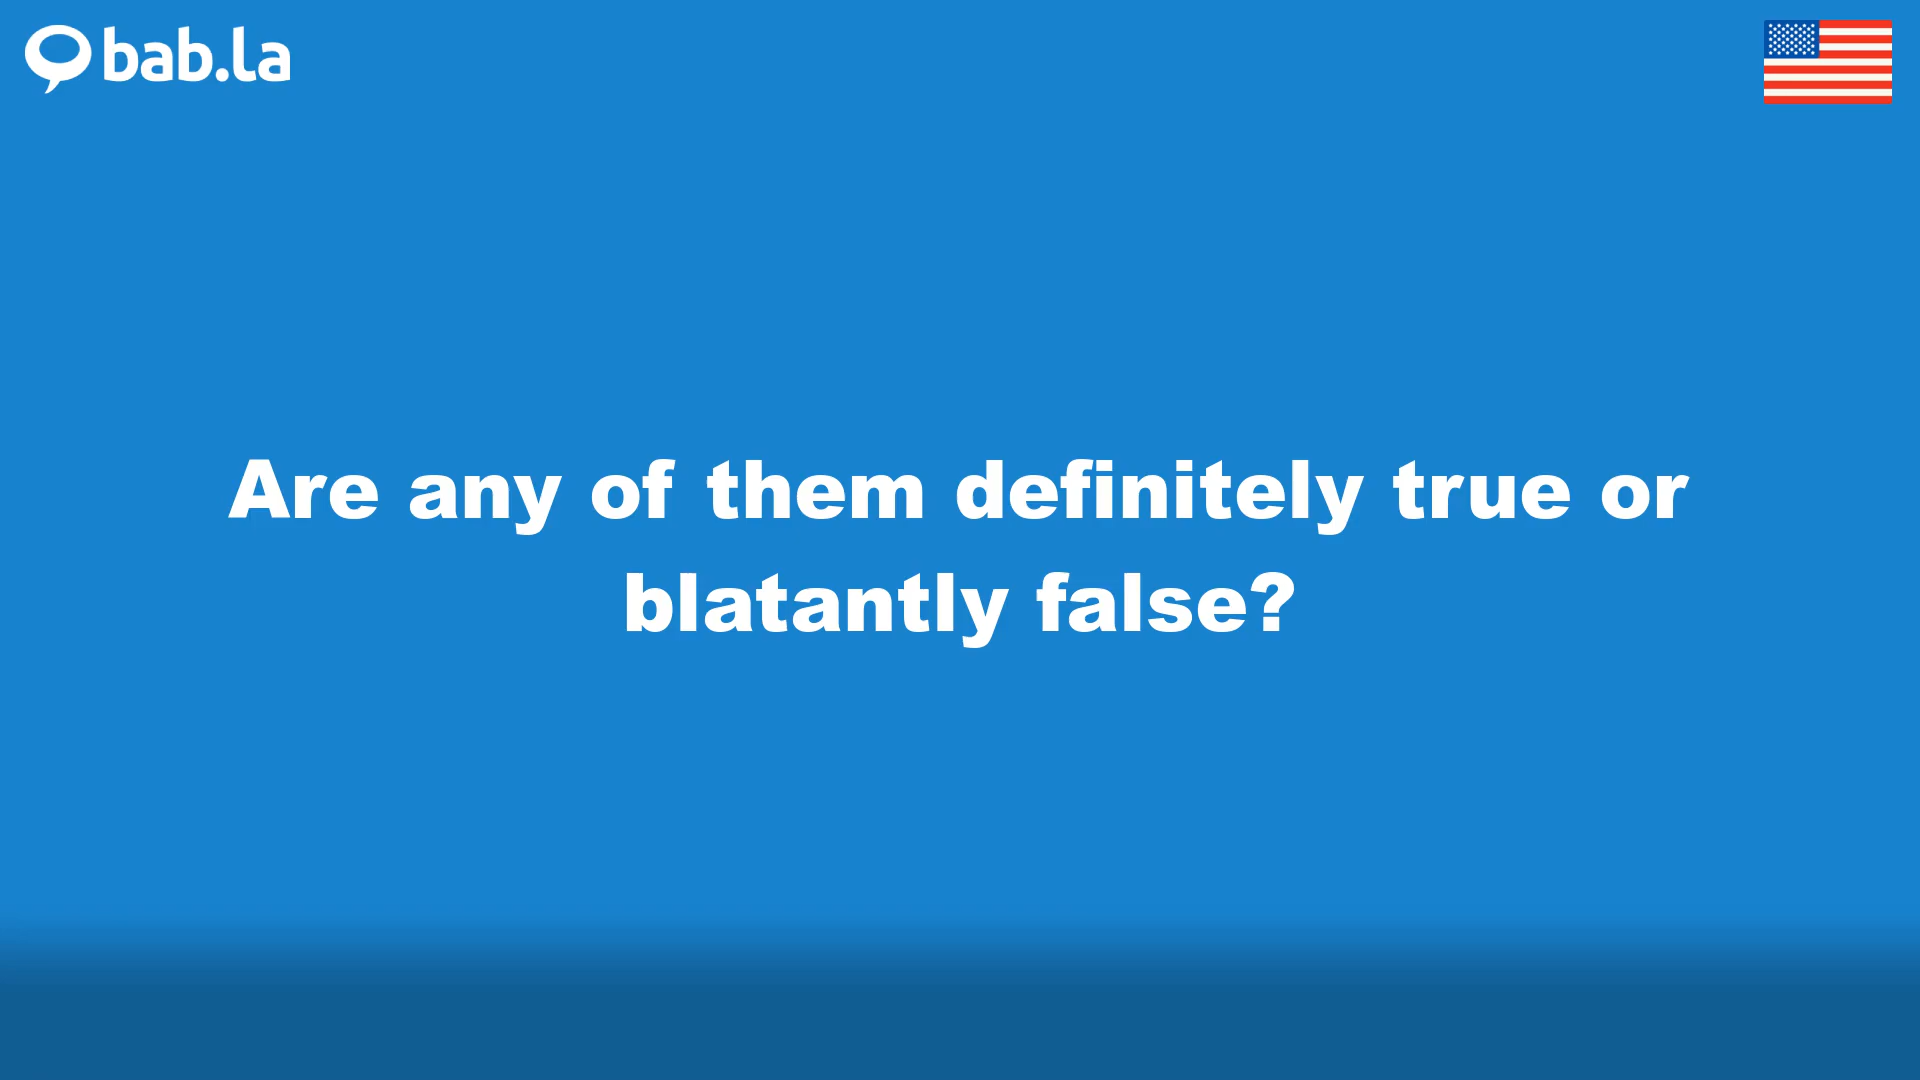 bab.la
Are any of them definitely true or
blatantly false?